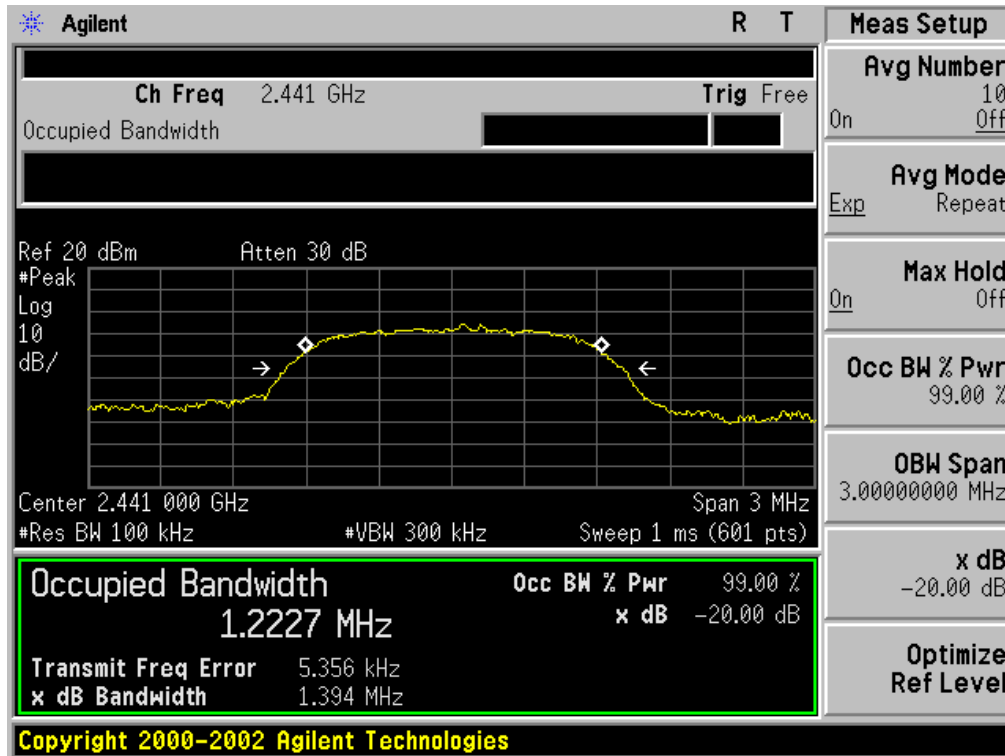 Agilent R T
Ch Freq 2.441 GHz Trig Free
Occupied Bandwidth
Ref 20 dBm Atten 30 dB
#Peak
Log
10
dB/
Center 2.441 000 GHz Span 3 MHz
#Res BW 100 kHz #VBW 300 kHz Sweep 1 ms (601 pts)
Occupied Bandwidth Occ BW % Pwr 99.00 %
1.2227 MHz x dB -20.00 dB
Transmit Freq Error 5.356 kHz
x dB Bandwidth 1.394 MHz
Copyright 2000-2002 Agilent Technologies
Meas Setup
Avg Number
10
On Off
Avg Mode
Exp Repeat
Max Hold
On Off
Occ BW % Pwr
99.00 %
OBW Span
3.00000000 MHz
x dB
-20.00 dB
Optimize
Ref Level